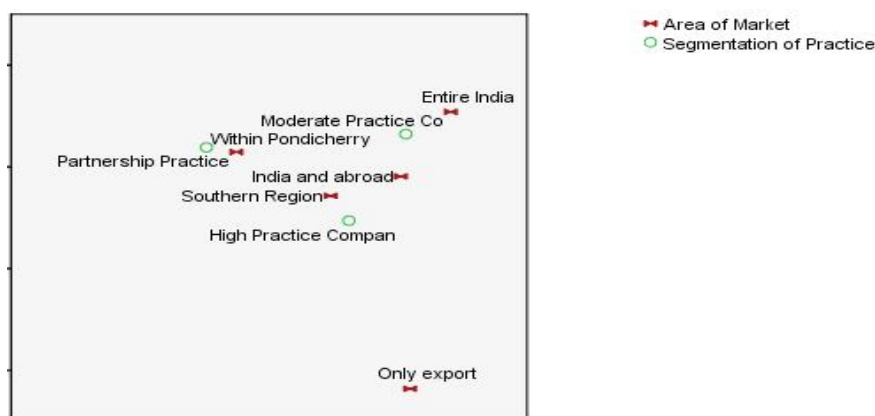 Area of Market
Segmentation of Practice
Entire India
Moderate Practice Co
Within Pondicherry
Partnership Practice
India and abroad
Southern Region
High Practice Compan
Only export